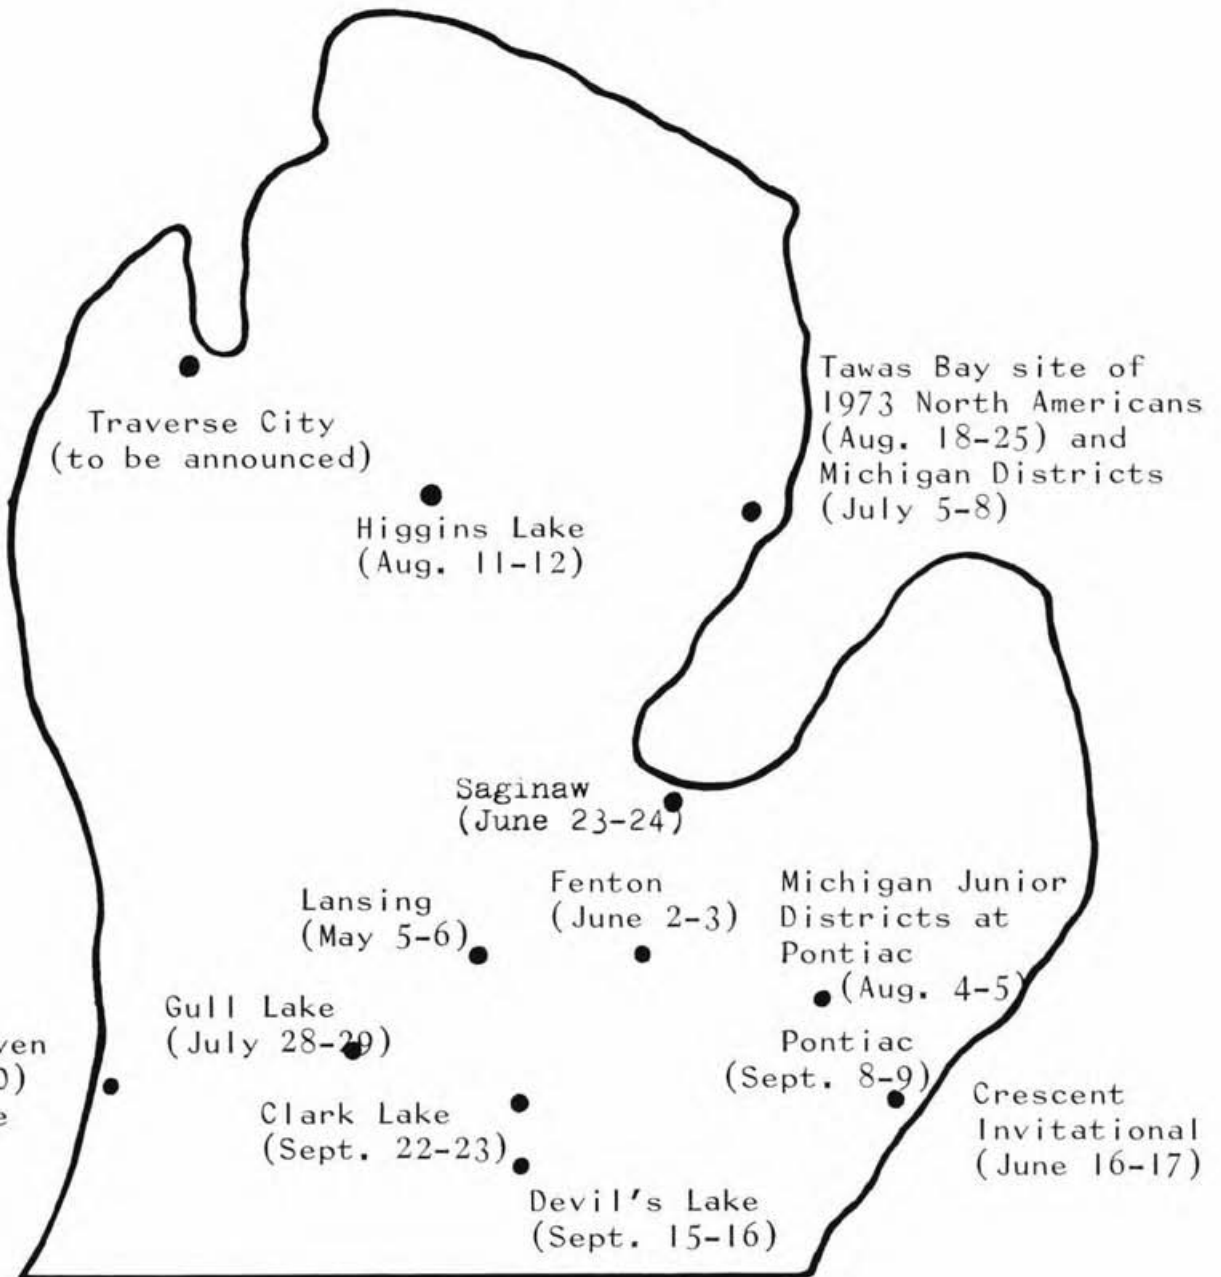 Traverse City
(to be announced)
Higgins Lake
(Aug. 11-12)
Tawas Bay site of
1973 North Americans
(Aug. 18-25) and
Michigan Districts
(July 5-8)
Saginaw
(June 23-24)
Lansing
(May 5-6)
Fenton
(June 2-3)
Michigan Junior
Districts at
Pontiac
(Aug. 4-5)
Gull Lake
(July 28-29)
ven
0)
e
Pontiac
(Sept. 8-9)
Clark Lake
(Sept. 22-23)
Crescent
Invitational
(June 16-17)
Devil's Lake
(Sept. 15-16)